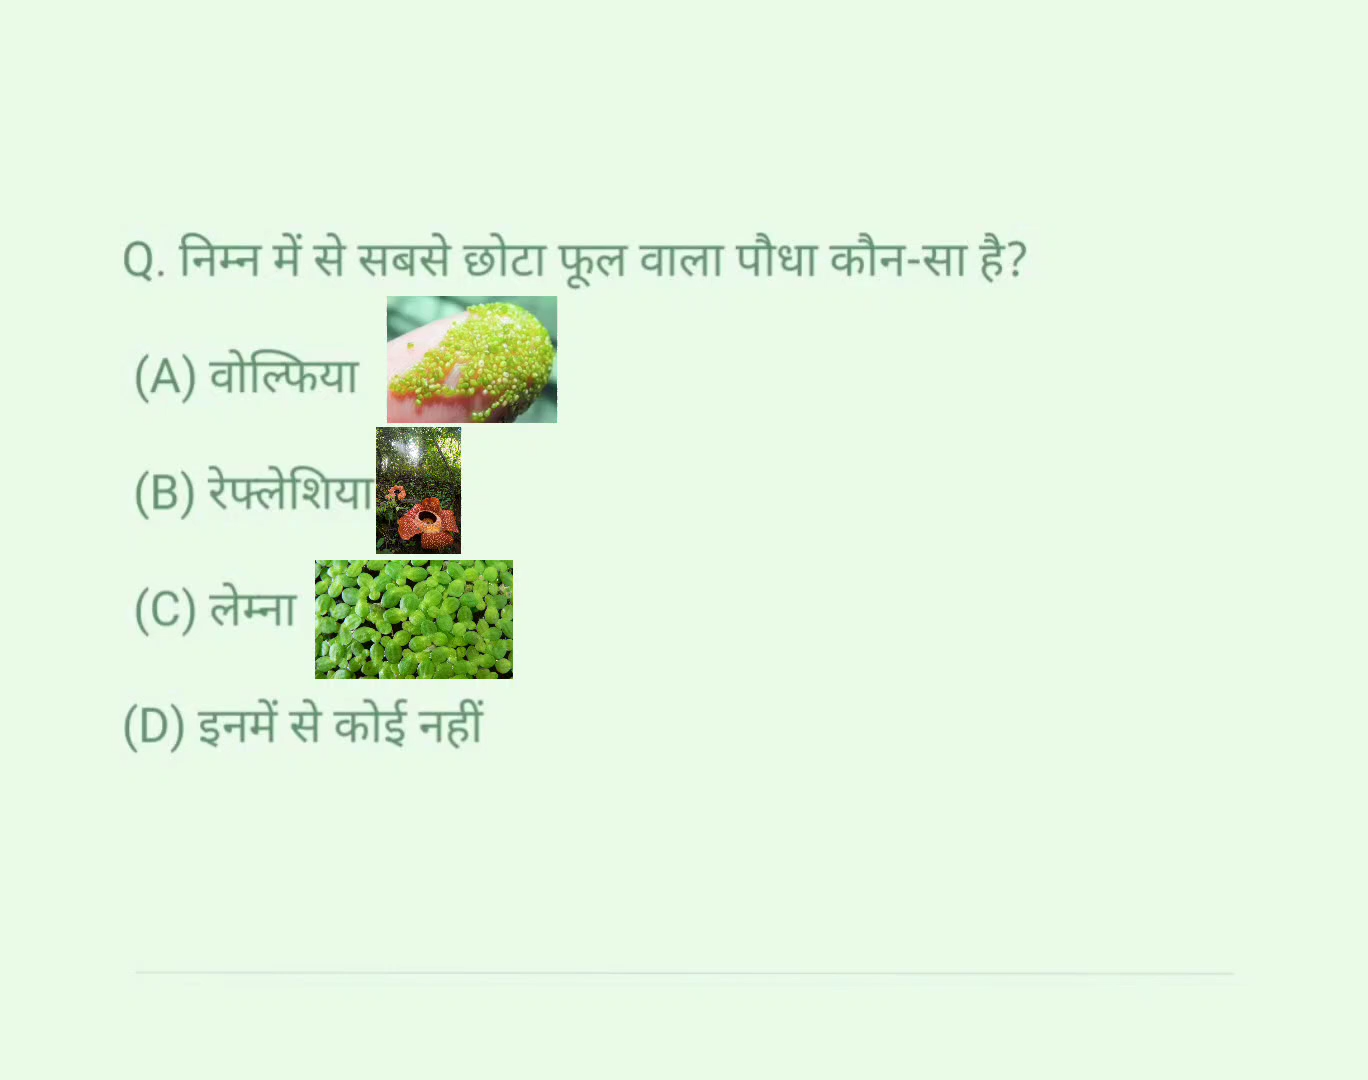 Q. निम्न में से सबसे छोटा फूल वाला पौधा कौन-सा है?
(A) वोल्फिया
(B) रेफ्लेशिया
(C) लेम्ना
(D) इनमें से कोई नहीं